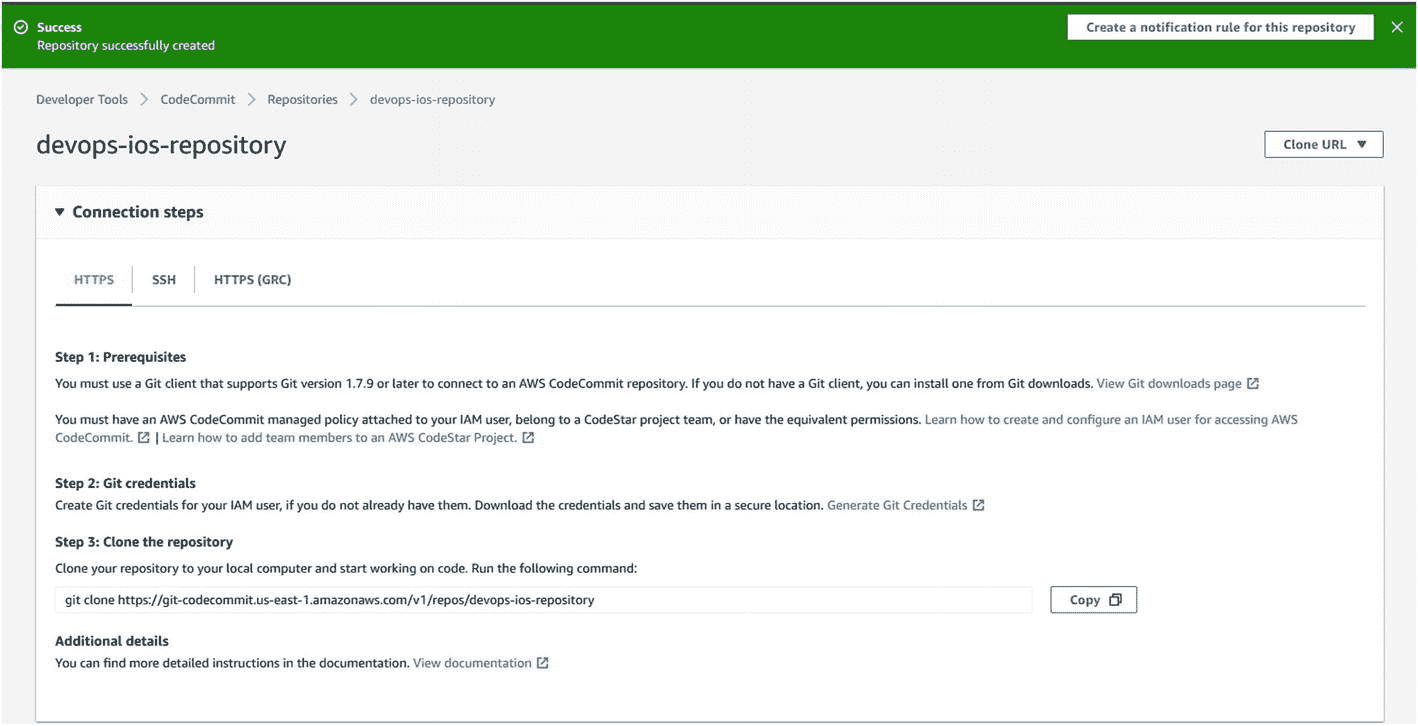 Success
Repository successfully created
Create a notification rule for this repository
Developer Tools
CodeCommit
Repositories
devops-ios-repository
devops-ios-repository
Clone URL
Connection steps
HTTPS
SSH
HTTPS (GRC)
Step 1: Prerequisites
You must use a Git client that supports Git version 1.7.9 or later to connect to an AWS CodeCommit repository. If you do not have a Git client, you can install one from Git downloads. View Git downloads page
You must have an AWS CodeCommit managed policy attached to your IAM user, belong to a CodeStar project team, or have the equivalent permissions. Learn how to create and configure an IAM user for accessing AWS
CodeCommit. | Learn how to add team members to an AWS CodeStar Project.
Step 2: Git credentials
Create Git credentials for your IAM user, if you do not already have them. Download the credentials and save them in a secure location. Generate Git Credentials
Step 3: Clone the repository
Clone your repository to your local computer and start working on code. Run the following command:
git clone https://git-codecommit.us-east-1.amazonaws.com/v1/repos/devops-ios-repository
Copy
Additional details
You can find more detailed instructions in the documentation. View documentation